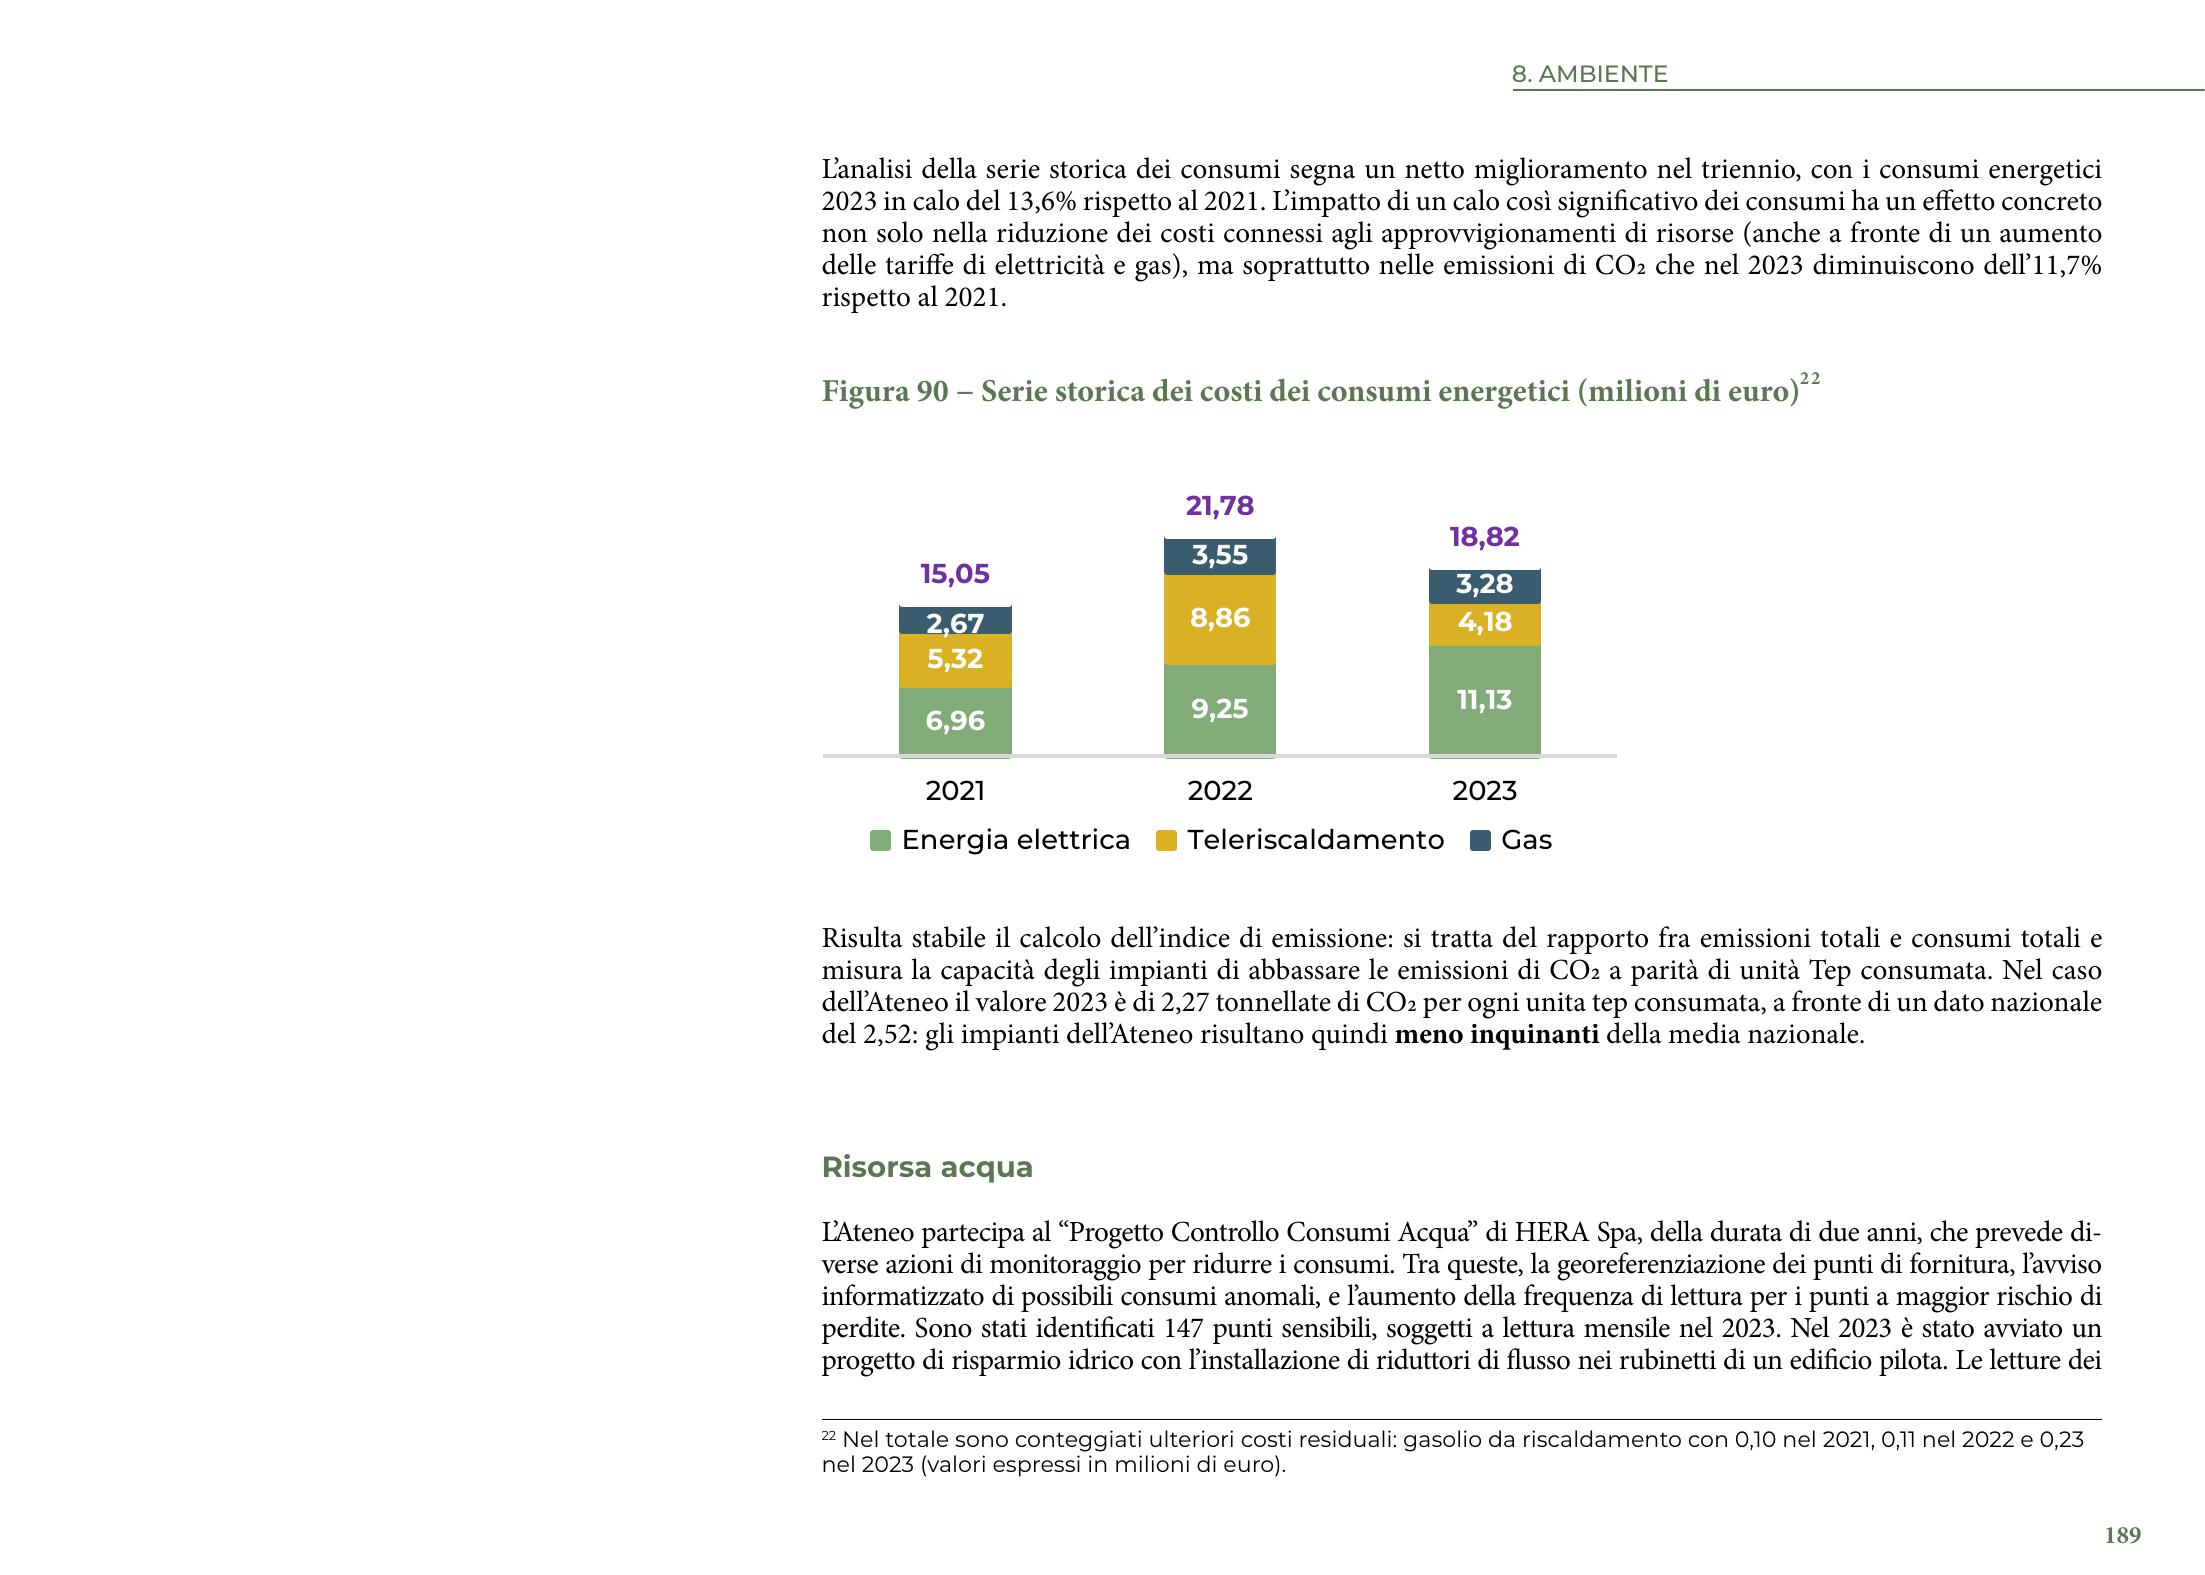 8. AMBIENTE
L’analisi della serie storica dei consumi segna un netto miglioramento nel triennio, con i consumi energetici
2023 in calo del 13,6% rispetto al 2021. L’impatto di un calo così significativo dei consumi ha un effetto concreto
non solo nella riduzione dei costi connessi agli approvvigionamenti di risorse (anche a fronte di un aumento
delle tariffe di elettricità e gas), ma soprattutto nelle emissioni di CO₂ che nel 2023 diminuiscono dell’11,7%
rispetto al 2021.
Figura 90 – Serie storica dei costi dei consumi energetici (milioni di euro)²²
21,78
18,82
15,05
3,55
3,28
2,67
8,86
4,18
5,32
11,13
9,25
6,96
2021 2022 2023
Energia elettrica Teleriscaldamento Gas
Risulta stabile il calcolo dell’indice di emissione: si tratta del rapporto fra emissioni totali e consumi totali e
misura la capacità degli impianti di abbassare le emissioni di CO₂ a parità di unità Tep consumata. Nel caso
dell’Ateneo il valore 2023 è di 2,27 tonnellate di CO₂ per ogni unita tep consumata, a fronte di un dato nazionale
del 2,52: gli impianti dell’Ateneo risultano quindi meno inquinanti della media nazionale.
Risorsa acqua
L’Ateneo partecipa al “Progetto Controllo Consumi Acqua” di HERA Spa, della durata di due anni, che prevede di-
verse azioni di monitoraggio per ridurre i consumi. Tra queste, la georeferenziazione dei punti di fornitura, l’avviso
informatizzato di possibili consumi anomali, e l’aumento della frequenza di lettura per i punti a maggior rischio di
perdite. Sono stati identificati 147 punti sensibili, soggetti a lettura mensile nel 2023. Nel 2023 è stato avviato un
progetto di risparmio idrico con l’installazione di riduttori di flusso nei rubinetti di un edificio pilota. Le letture dei
²² Nel totale sono conteggiati ulteriori costi residuali: gasolio da riscaldamento con 0,10 nel 2021, 0,11 nel 2022 e 0,23
nel 2023 (valori espressi in milioni di euro).
189